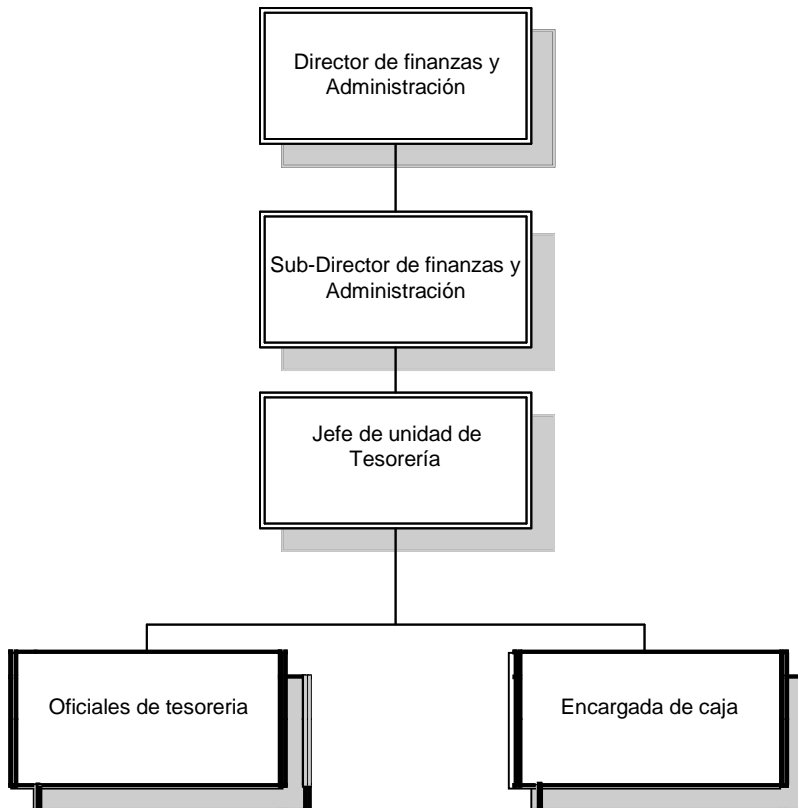 Director de finanzas y
Administración
Sub-Director de finanzas y
Administración
Jefe de unidad de
Tesorería
Oficiales de tesoreria
Encargada de caja